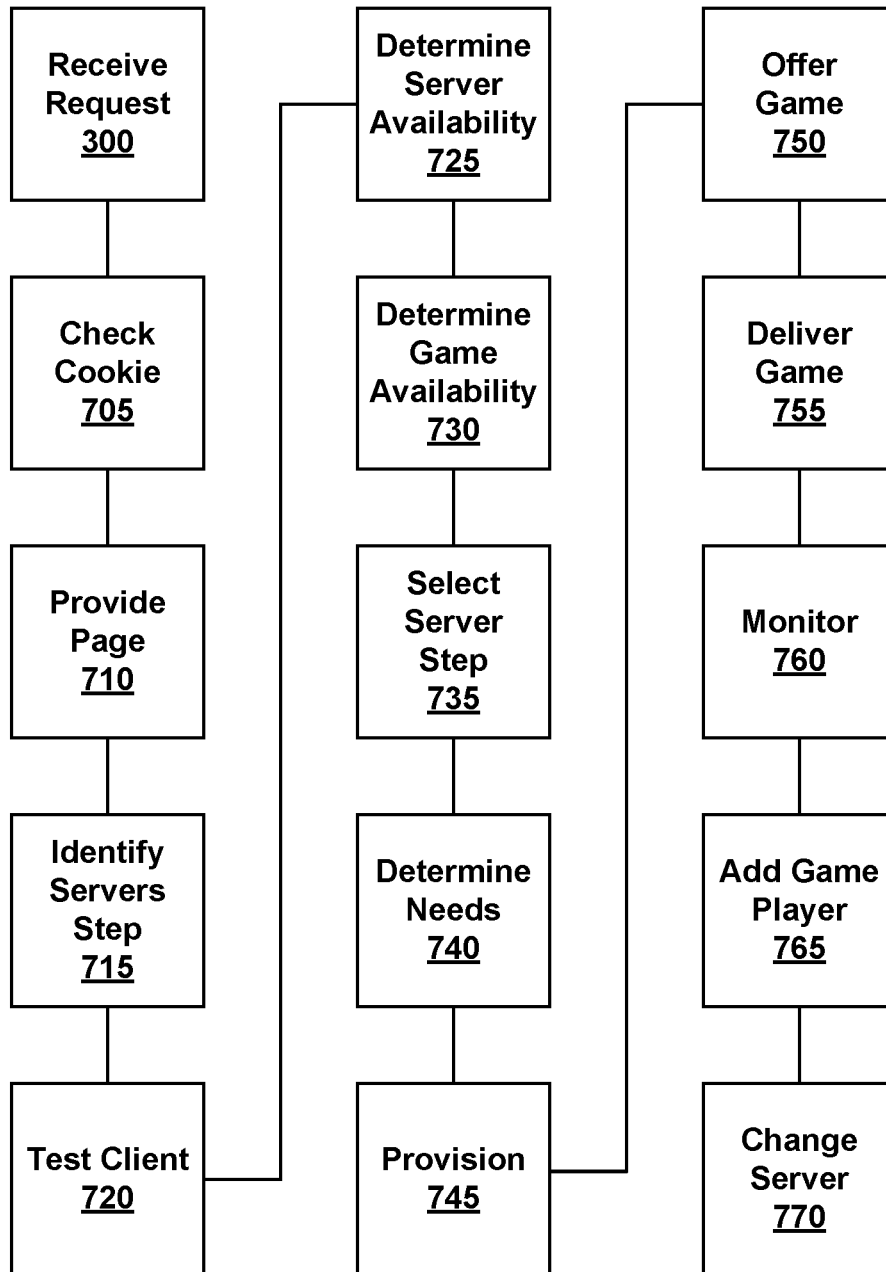 Receive
Request
300
Check
Cookie
705
Provide
Page
710
Identify
Servers
Step
715
Test Client
720
Determine
Server
Availability
725
Determine
Game
Availability
730
Select
Server
Step
735
Determine
Needs
740
Provision
745
Offer
Game
750
Deliver
Game
755
Monitor
760
Add Game
Player
765
Change
Server
770